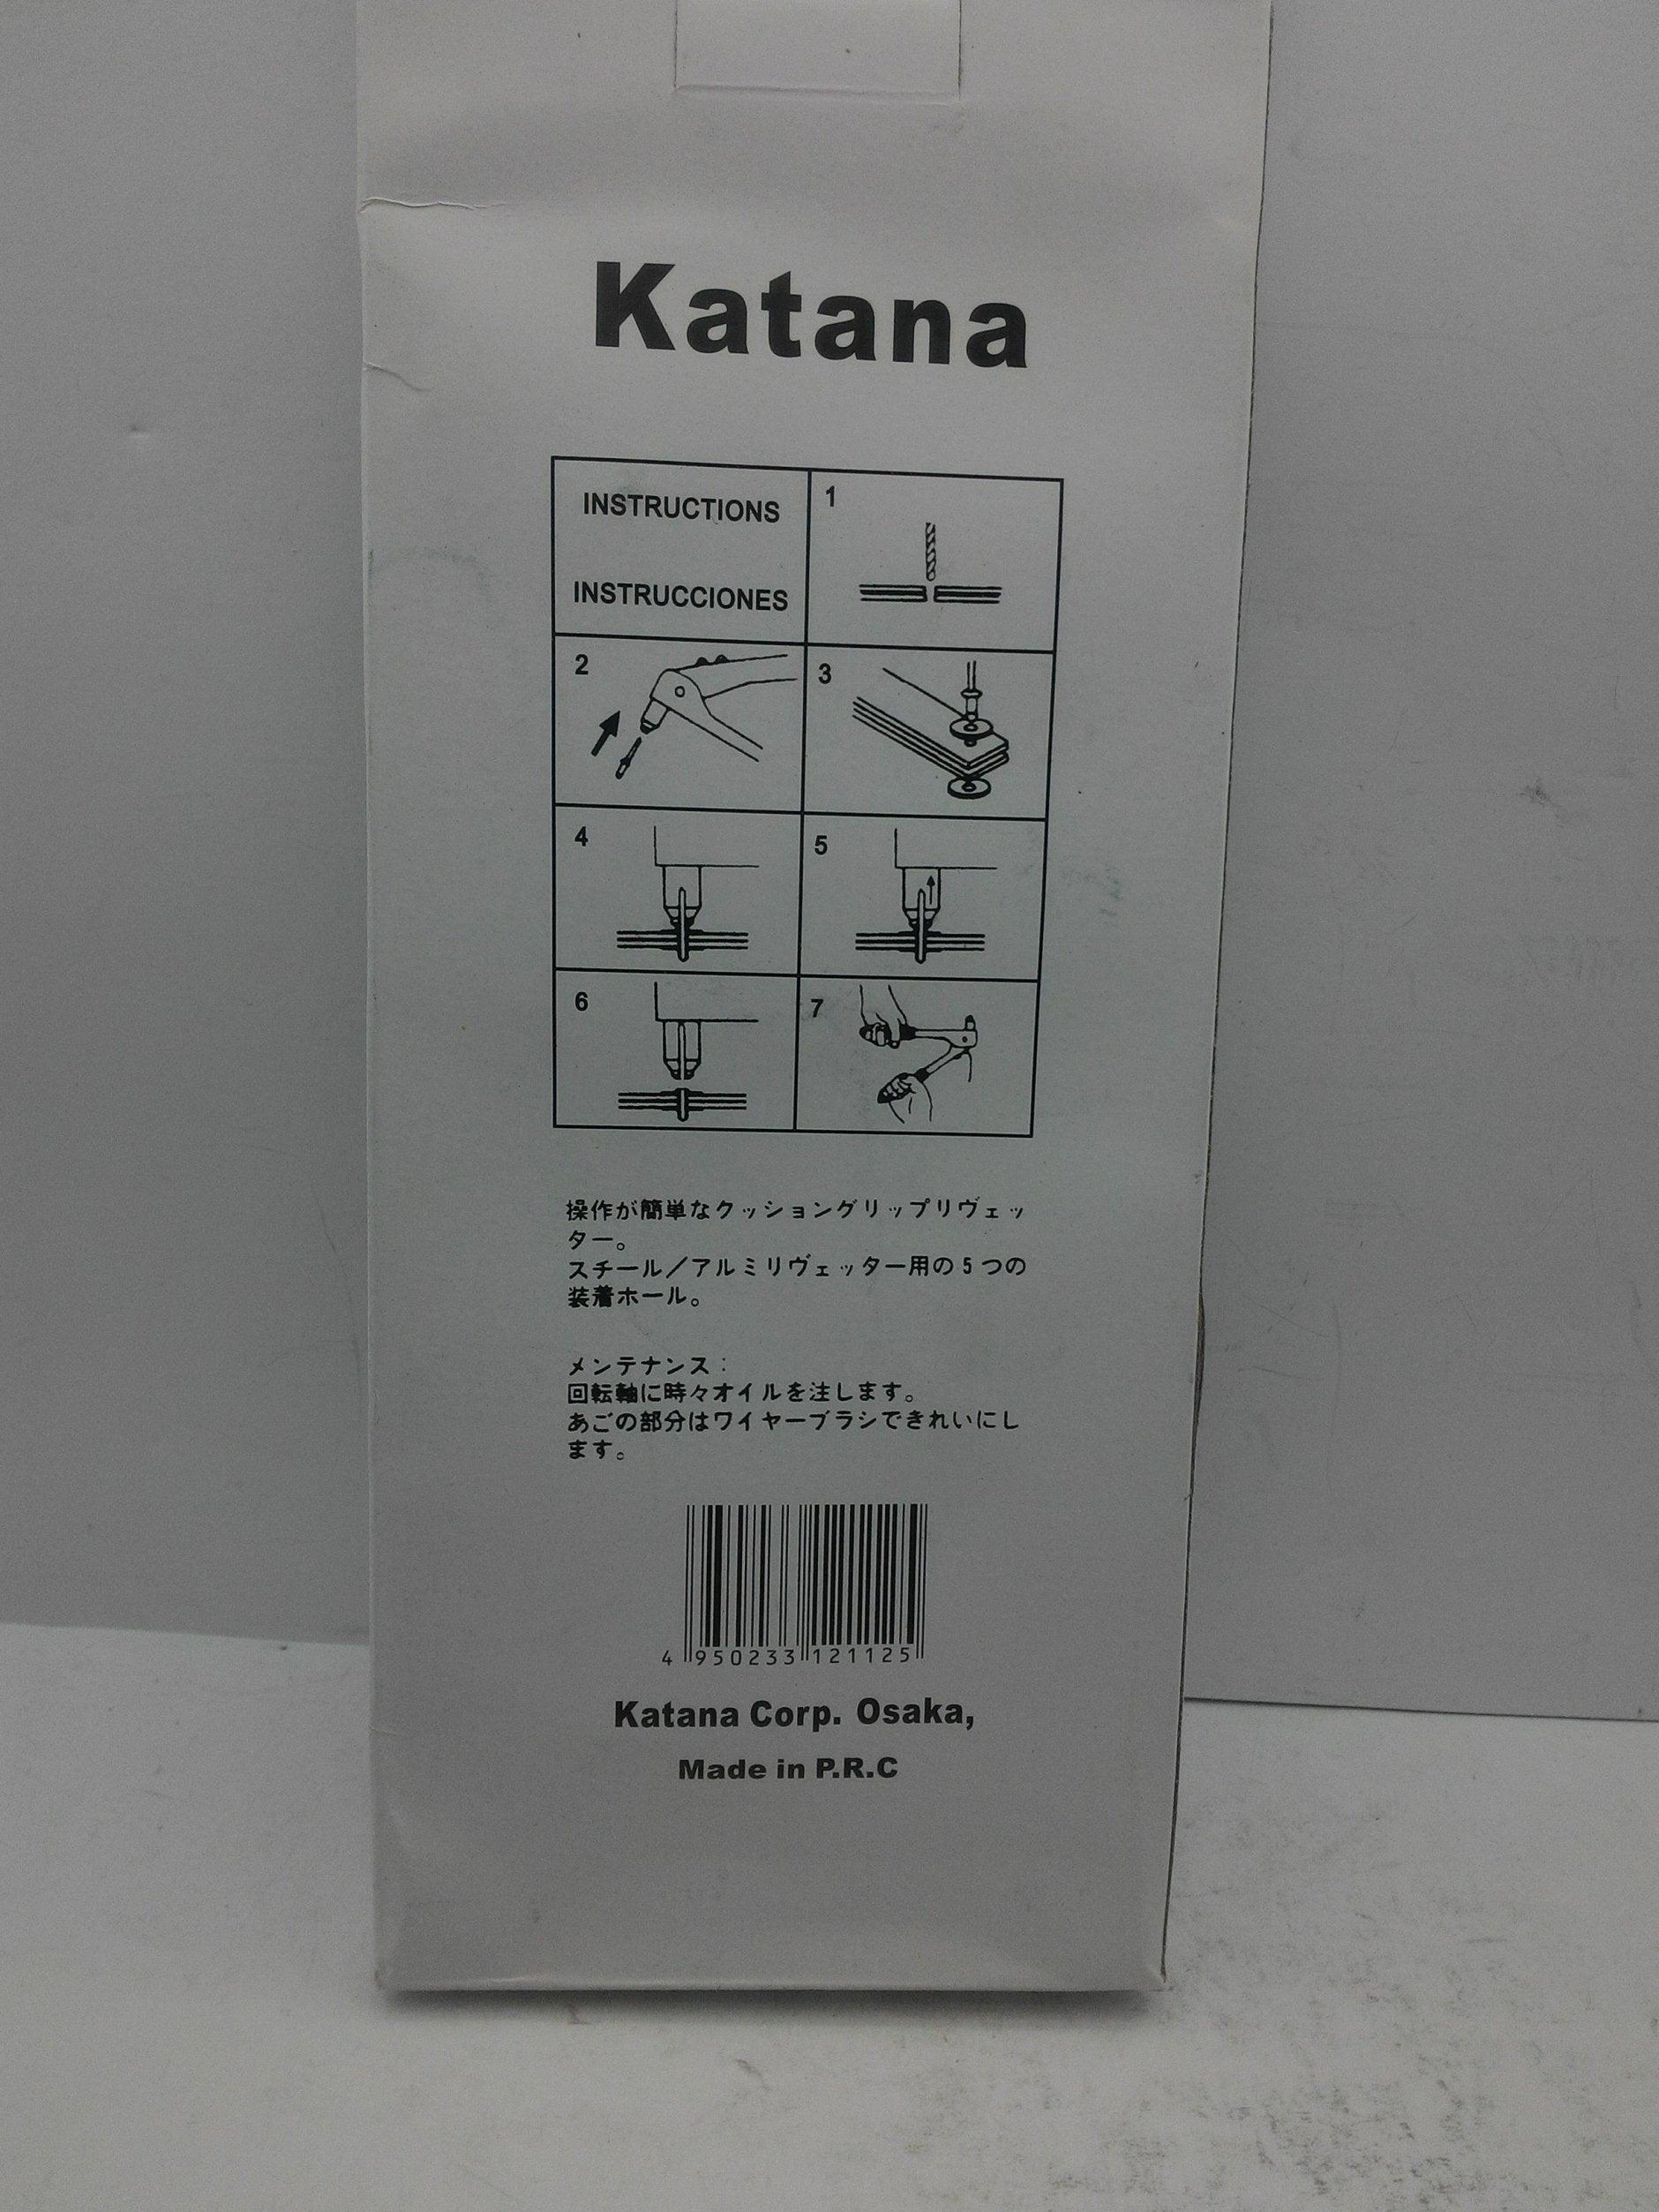 Katana
INSTRUCTIONS
INSTRUCCIONES
1
2
3
4
5
6
7
操作が簡単なクッショングリップリヴェッ
ター。
スチール／アルミリヴェッター用の5つの
装着ホール。
メンテナンス：
回転軸に時々オイルを注します。
あごの部分はワイヤーブラシできれいにし
ます。
4 950233 121125
Katana Corp. Osaka,
Made in P.R.C